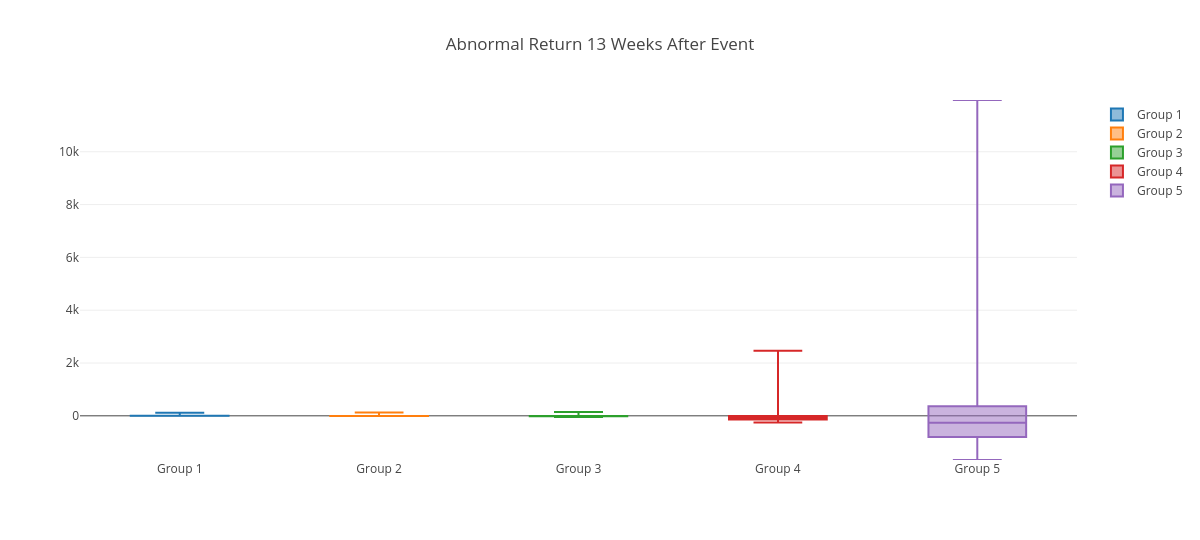 Abnormal Return 13 Weeks After Event
10k
8k
6k
4k
2k
0
Group 1
Group 2
Group 3
Group 4
Group 5
Group 1
Group 2
Group 3
Group 4
Group 5